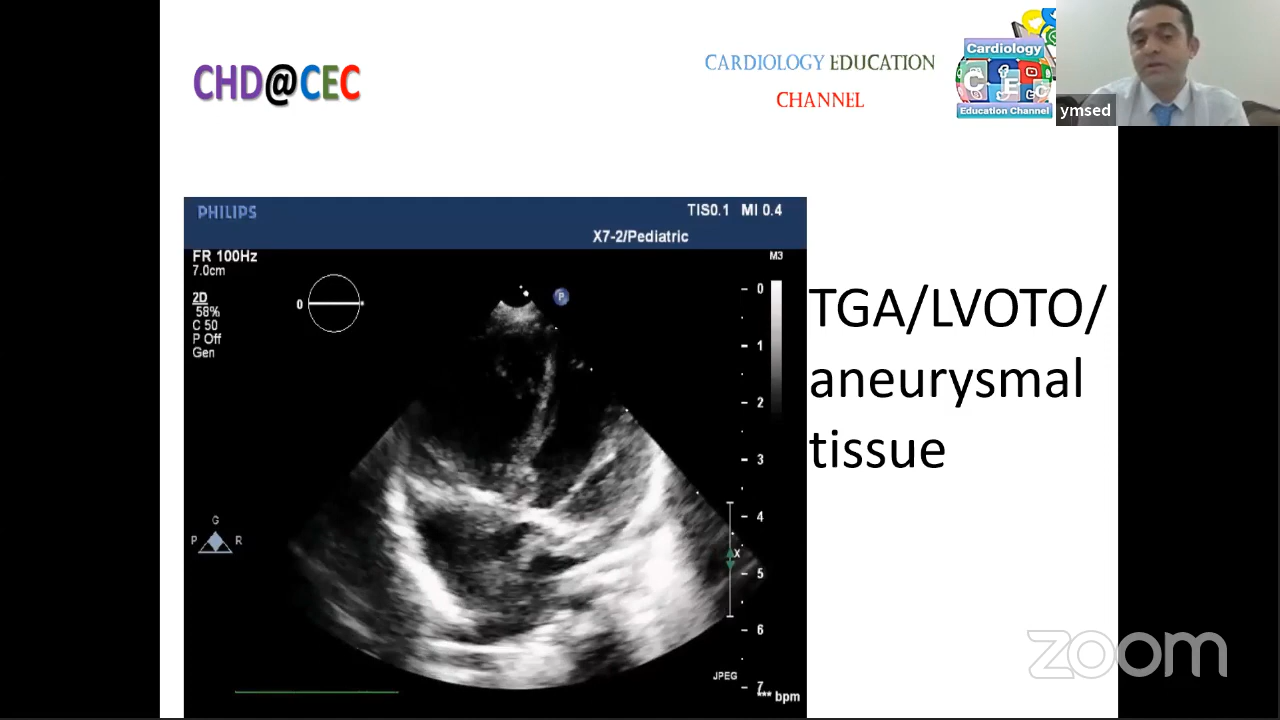 CHD@CEC
CARDIOLOGY EDUCATION
CHANNEL
Cardiology
C E C
Education Channel
ymsed
PHILIPS
TIS0.1 MI 0.4
X7-2/Pediatric
FR 100Hz
7.0cm
M3
2D
58%
C 50
P Off
Gen
0
P
0
1
2
3
4
5
6
7
G
P R
X
JPEG
*** bpm
TGA/LVOTO/
aneurysmal
tissue
zoom